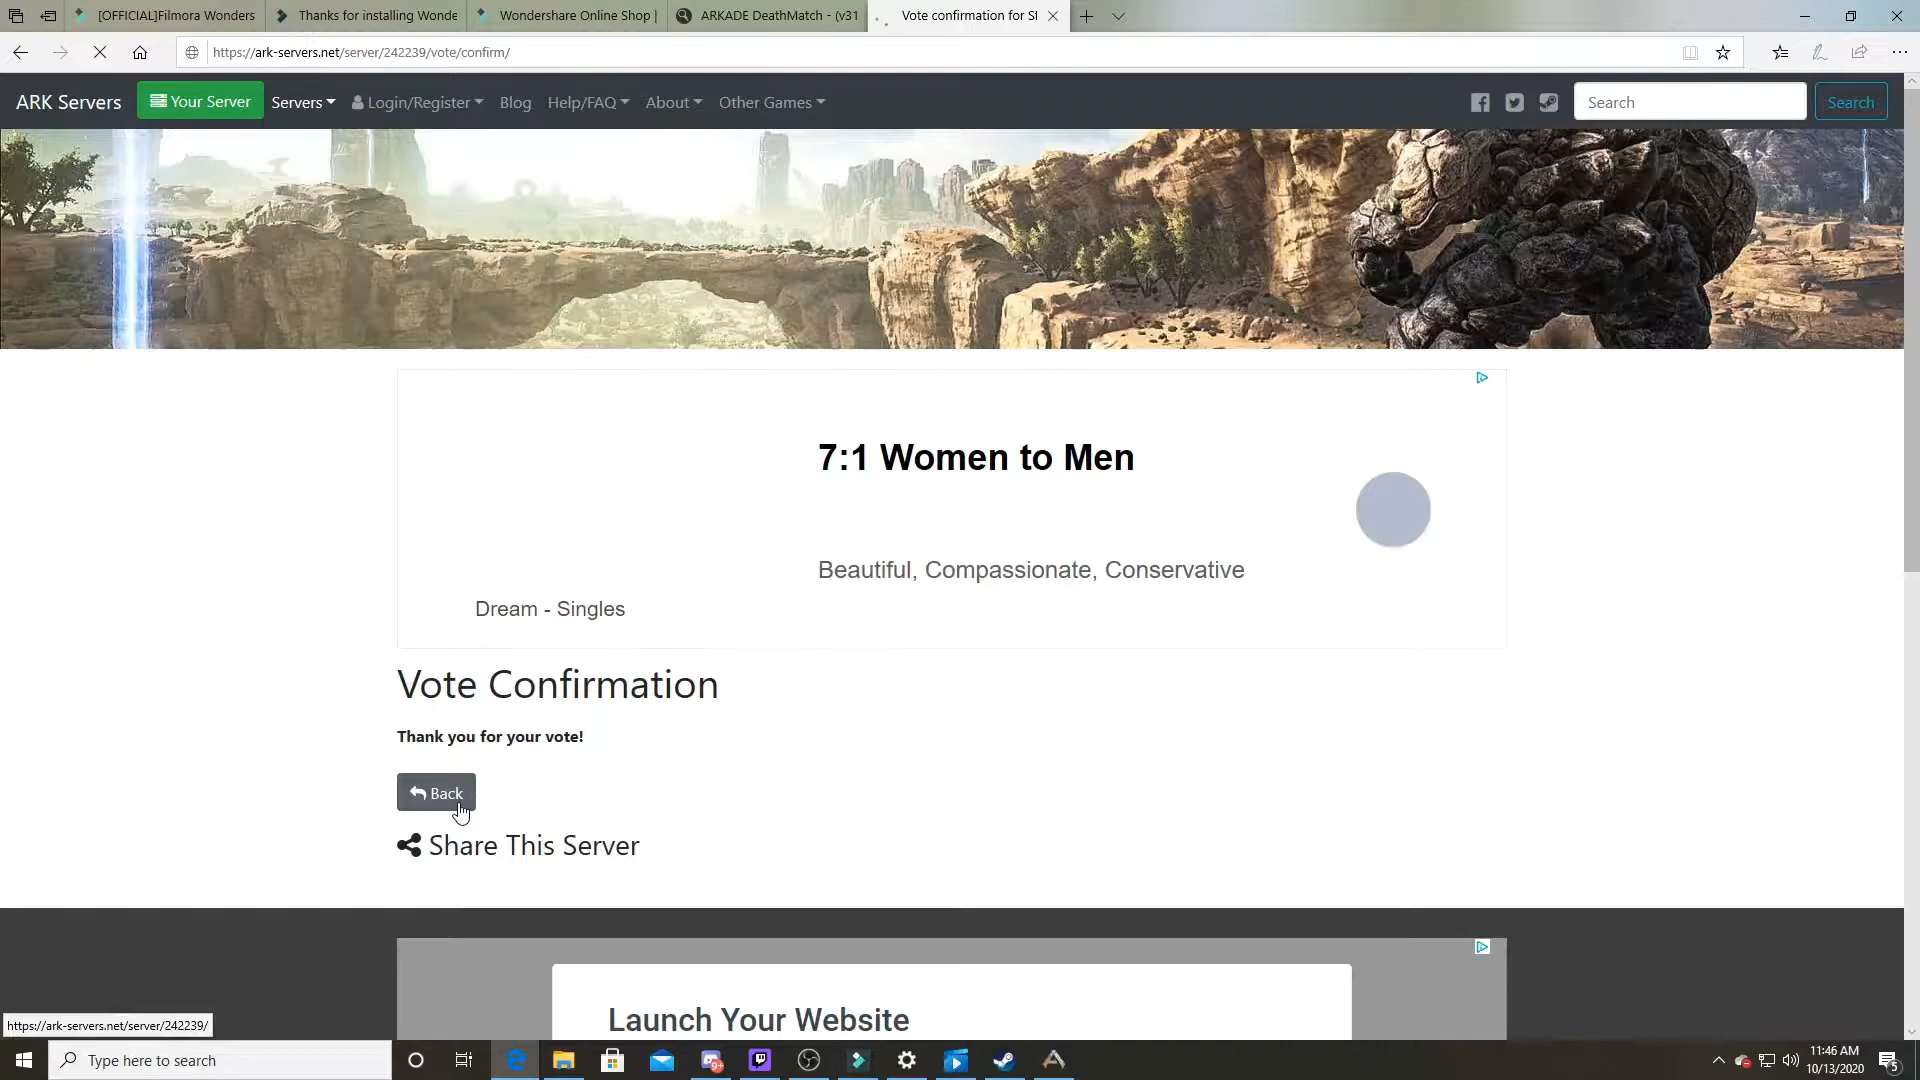 [OFFICIAL]Filmora Wonders
Thanks for installing Wonde
Wondershare Online Shop |
ARKADE DeathMatch - (v31
Vote confirmation for St
https://ark-servers.net/server/242239/vote/confirm/
ARK Servers
Your Server
Servers
Login/Register
Blog
Help/FAQ
About
Other Games
Search
Search
7:1 Women to Men
Beautiful, Compassionate, Conservative
Dream - Singles
Vote Confirmation
Thank you for your vote!
Back
Share This Server
Launch Your Website
https://ark-servers.net/server/242239/
Type here to search
9+
11:46 AM
10/13/2020
5